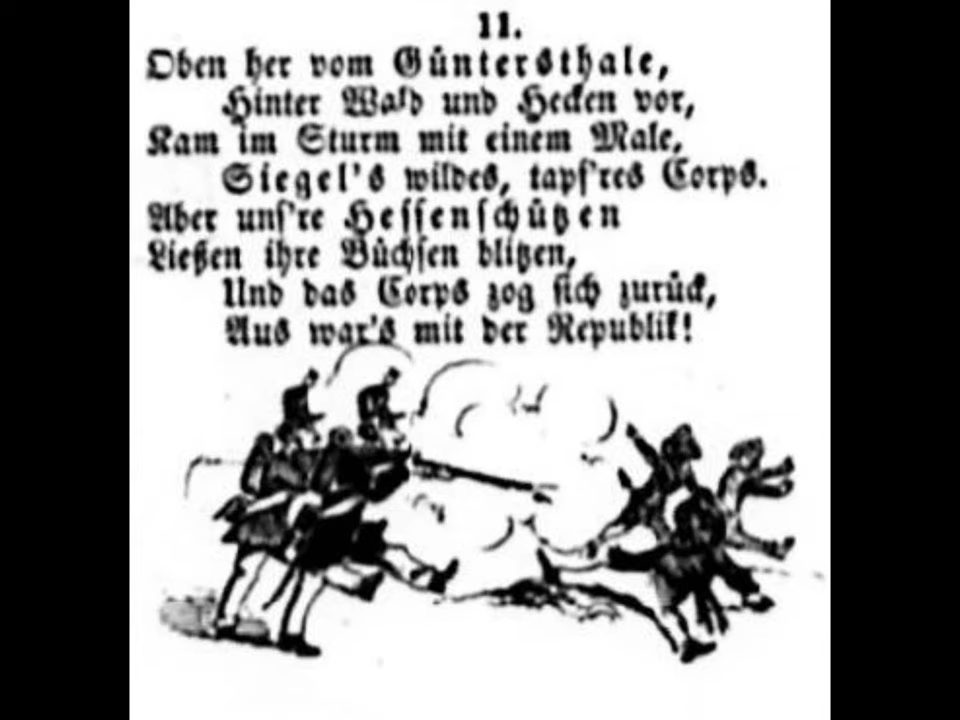 11.
Oben her vom Güntersthale,
Hinter Wald und Hecken vor,
Kam im Sturm mit einem Male,
Siegel's wildes, tapf'res Corps.
Aber uns're Hessenschützen
Ließen ihre Büchsen blitzen,
Und das Corps zog sich zurück,
Aus war's mit der Republik!